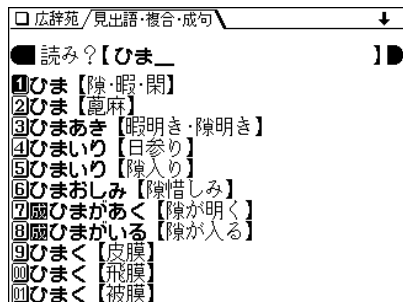 広辞苑/見出語·複合·成句 ↓
読み?【ひま_ 】
1ひま【隙·暇·閑】
2ひま【蓖麻】
3ひまあき【暇明き·隙明き】
4ひまいり【日参り】
5ひまいり【隙入り】
6ひまおしみ【隙惜しみ】
7成ひまがあく【隙が明く】
8成ひまがいる【隙が入る】
9ひまく【皮膜】
00ひまく【飛膜】
01ひまく【被膜】